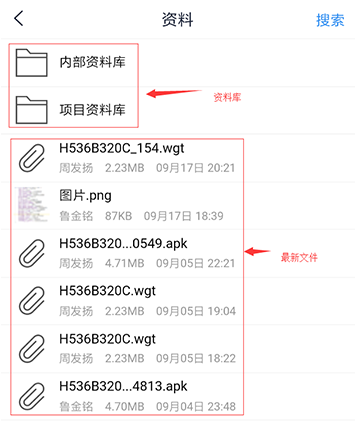 资料
搜索
内部资料库
项目资料库
资料库
H536B320C_154.wgt
周发扬 2.23MB 09月17日 20:21
图片.png
鲁金铭 87KB 09月17日 18:39
H536B320...0549.apk
周发扬 4.71MB 09月05日 22:21
最新文件
H536B320C.wgt
周发扬 2.23MB 09月05日 19:04
H536B320C.wgt
周发扬 2.23MB 09月05日 18:22
H536B320...4813.apk
鲁金铭 4.70MB 09月04日 23:48